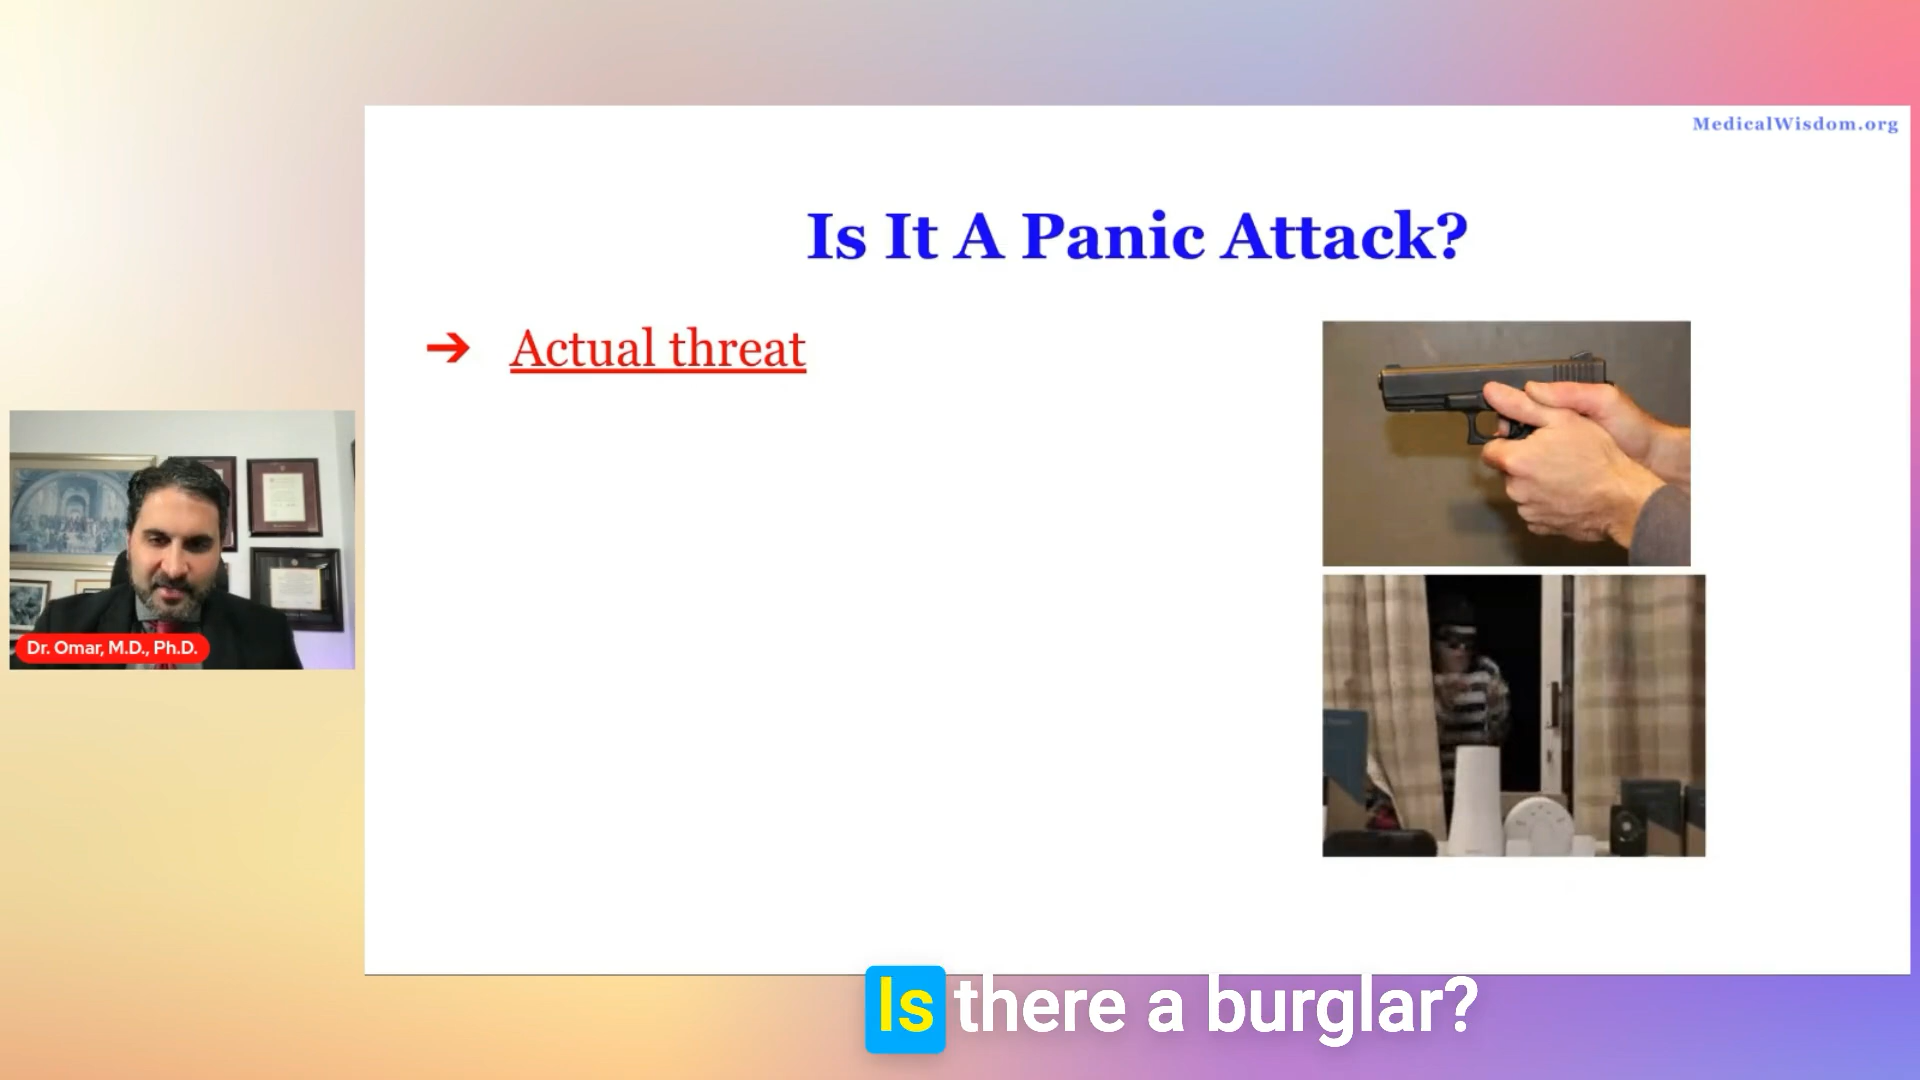 MedicalWisdom.org
Is It A Panic Attack?
➔ Actual threat
Dr. Omar, M.D., Ph.D.
Is there a burglar?